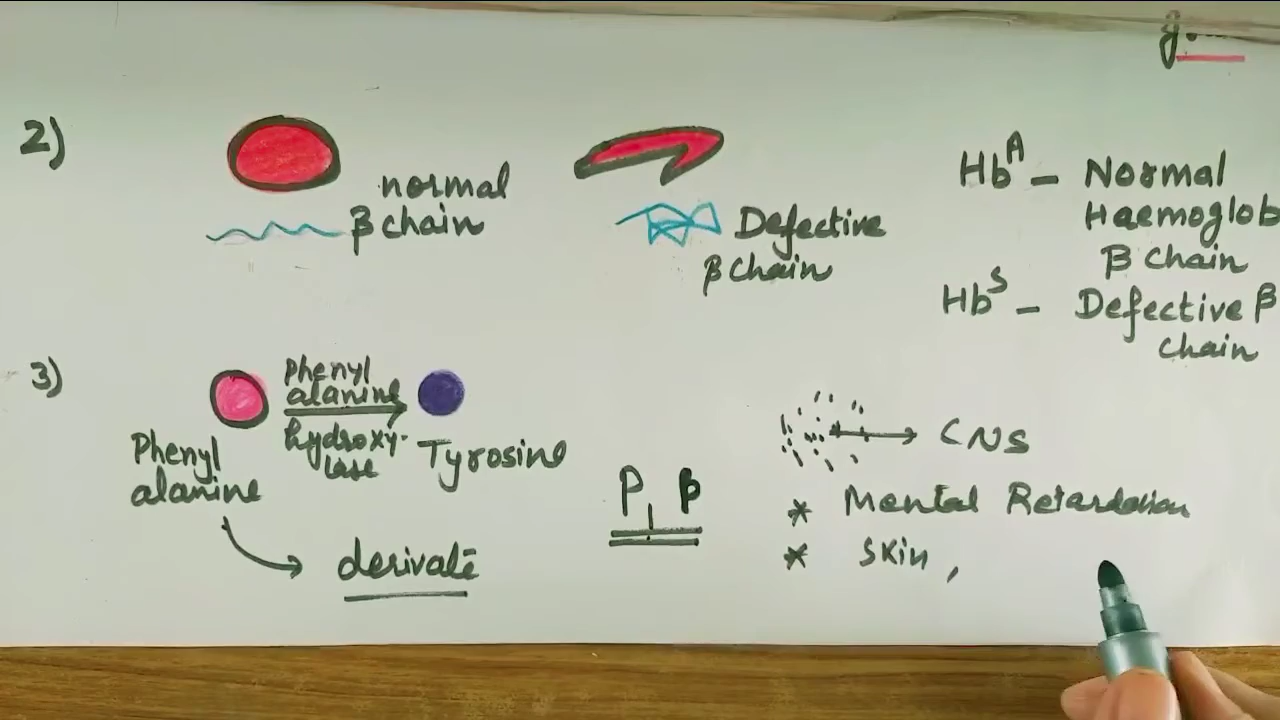 2)
normal
β chain
Defective
β chain
Hb^A – Normal
Haemoglob
β chain
Hb^S – Defective β
chain
3)
Phenyl
alanine
Phenyl
alanine
hydroxy-
lase
Tyrosine
derivate
P, p
CNS
* Mental Retardation
* Skin,